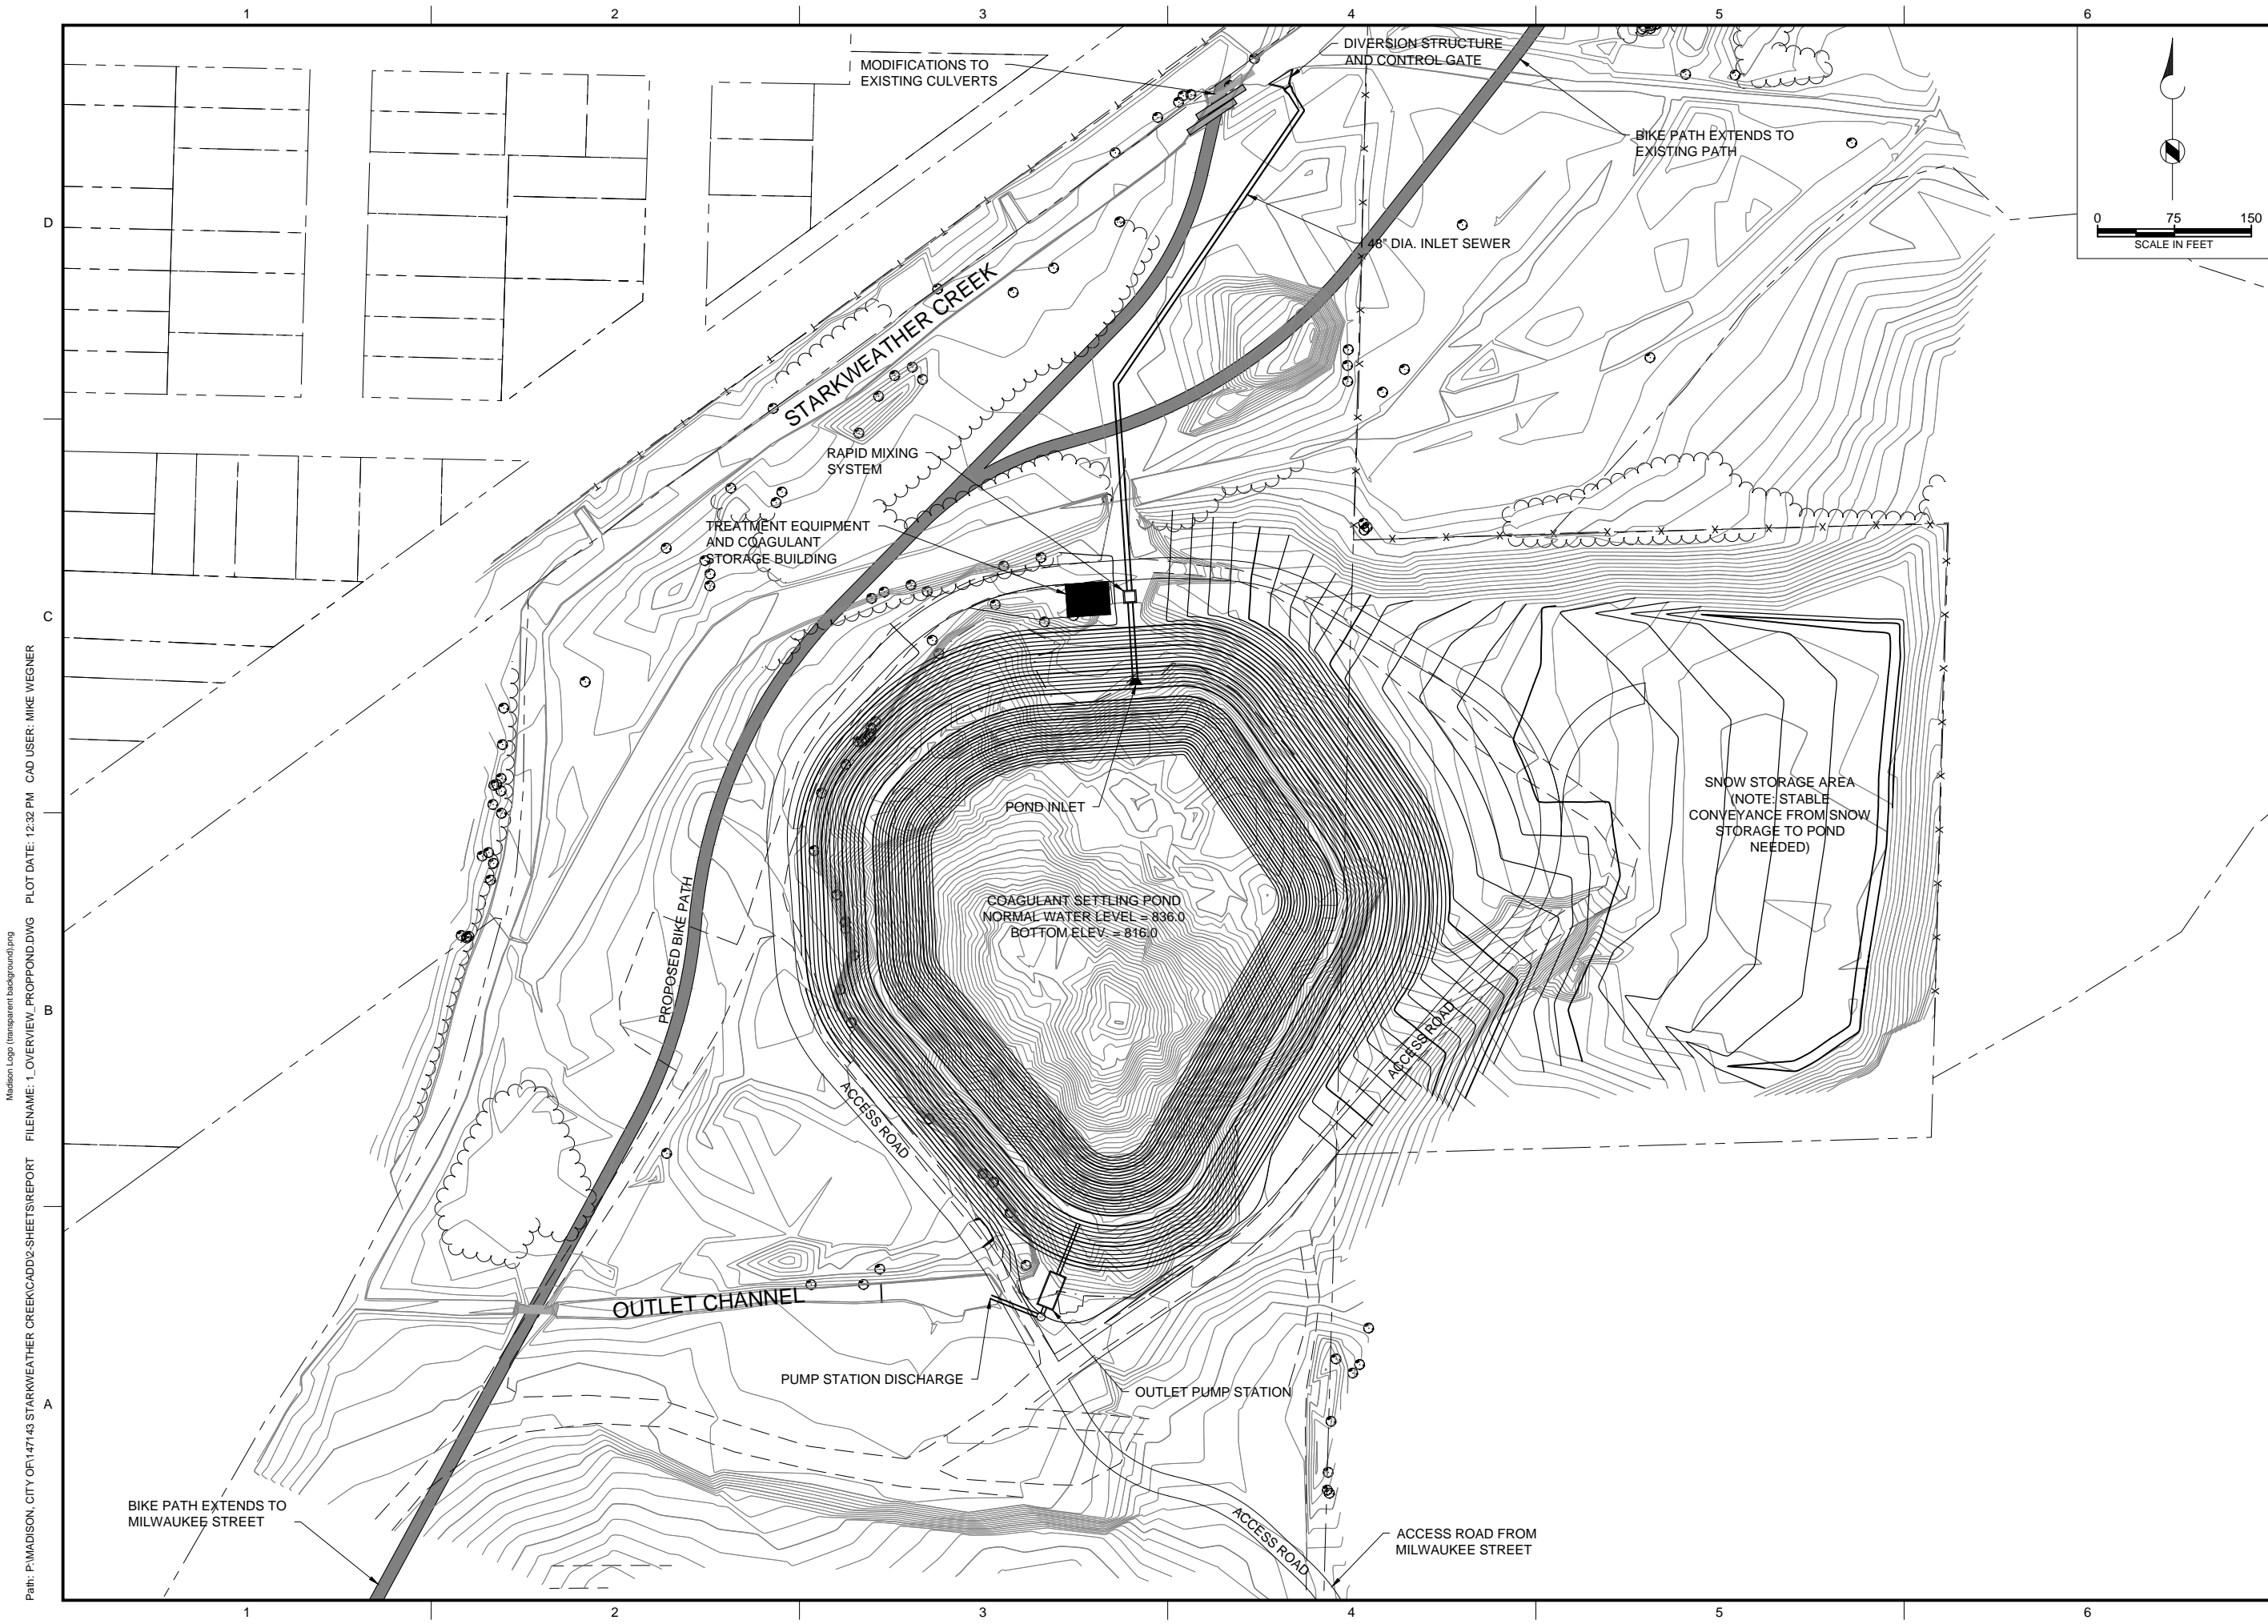 1 2 3 4 5 6
DIVERSION STRUCTURE
AND CONTROL GATE
MODIFICATIONS TO
EXISTING CULVERTS
BIKE PATH EXTENDS TO
EXISTING PATH
0 75 150
SCALE IN FEET
D
48" DIA. INLET SEWER
STARKWEATHER CREEK
RAPID MIXING
SYSTEM
TREATMENT EQUIPMENT
AND COAGULANT
STORAGE BUILDING
C
POND INLET
SNOW STORAGE AREA
(NOTE: STABLE
CONVEYANCE FROM SNOW
STORAGE TO POND
NEEDED)
COAGULANT SETTLING POND
NORMAL WATER LEVEL = 836.0
BOTTOM ELEV. = 816.0
PROPOSED BIKE PATH
B
ACCESS ROAD
ACCESS ROAD
OUTLET CHANNEL
PUMP STATION DISCHARGE
OUTLET PUMP STATION
A
BIKE PATH EXTENDS TO
MILWAUKEE STREET
ACCESS ROAD
ACCESS ROAD FROM
MILWAUKEE STREET
1 2 3 4 5 6
Madison Logo (transparent background).png
Path: P:\MADISON, CITY OF\147143 STARKWEATHER CREEK\CADD\2-SHEETS\REPORT FILENAME: 1_OVERVIEW_PROPPOND.DWG PLOT DATE: 12:32 PM CAD USER: MIKE WEGNER